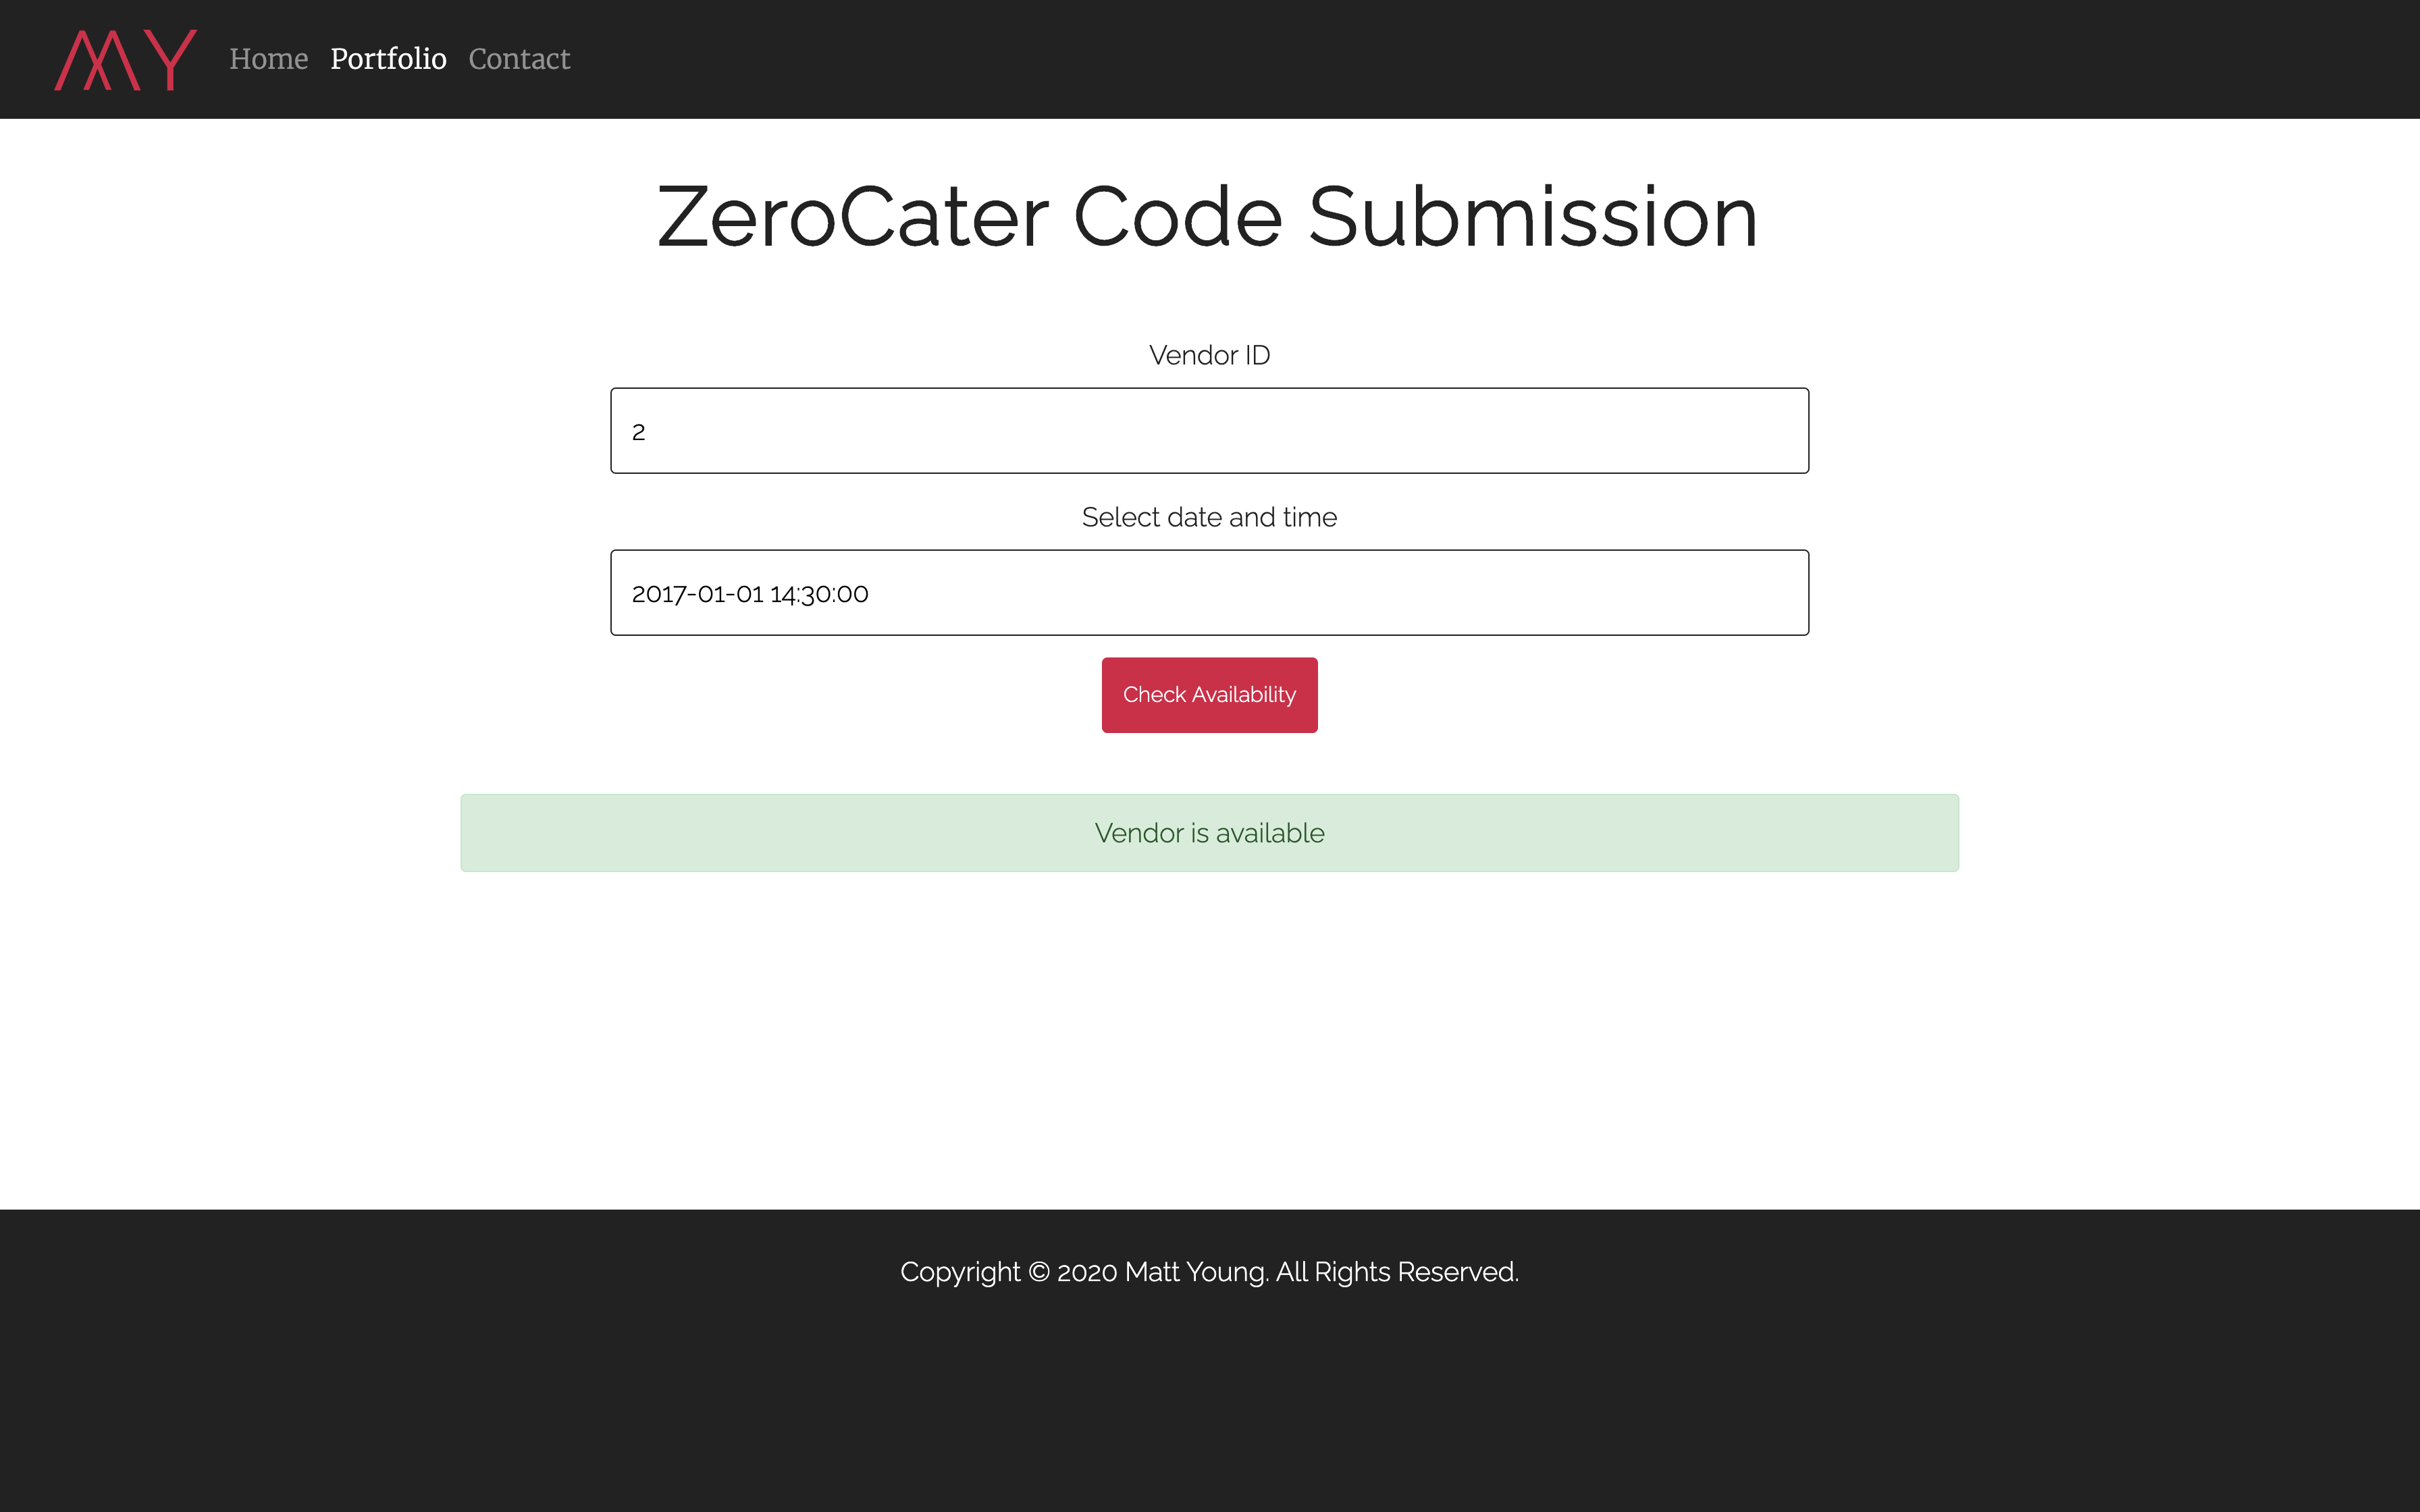 MY
Home Portfolio Contact
ZeroCater Code Submission
Vendor ID
2
Select date and time
2017-01-01 14:30:00
Check Availability
Vendor is available
Copyright © 2020 Matt Young. All Rights Reserved.